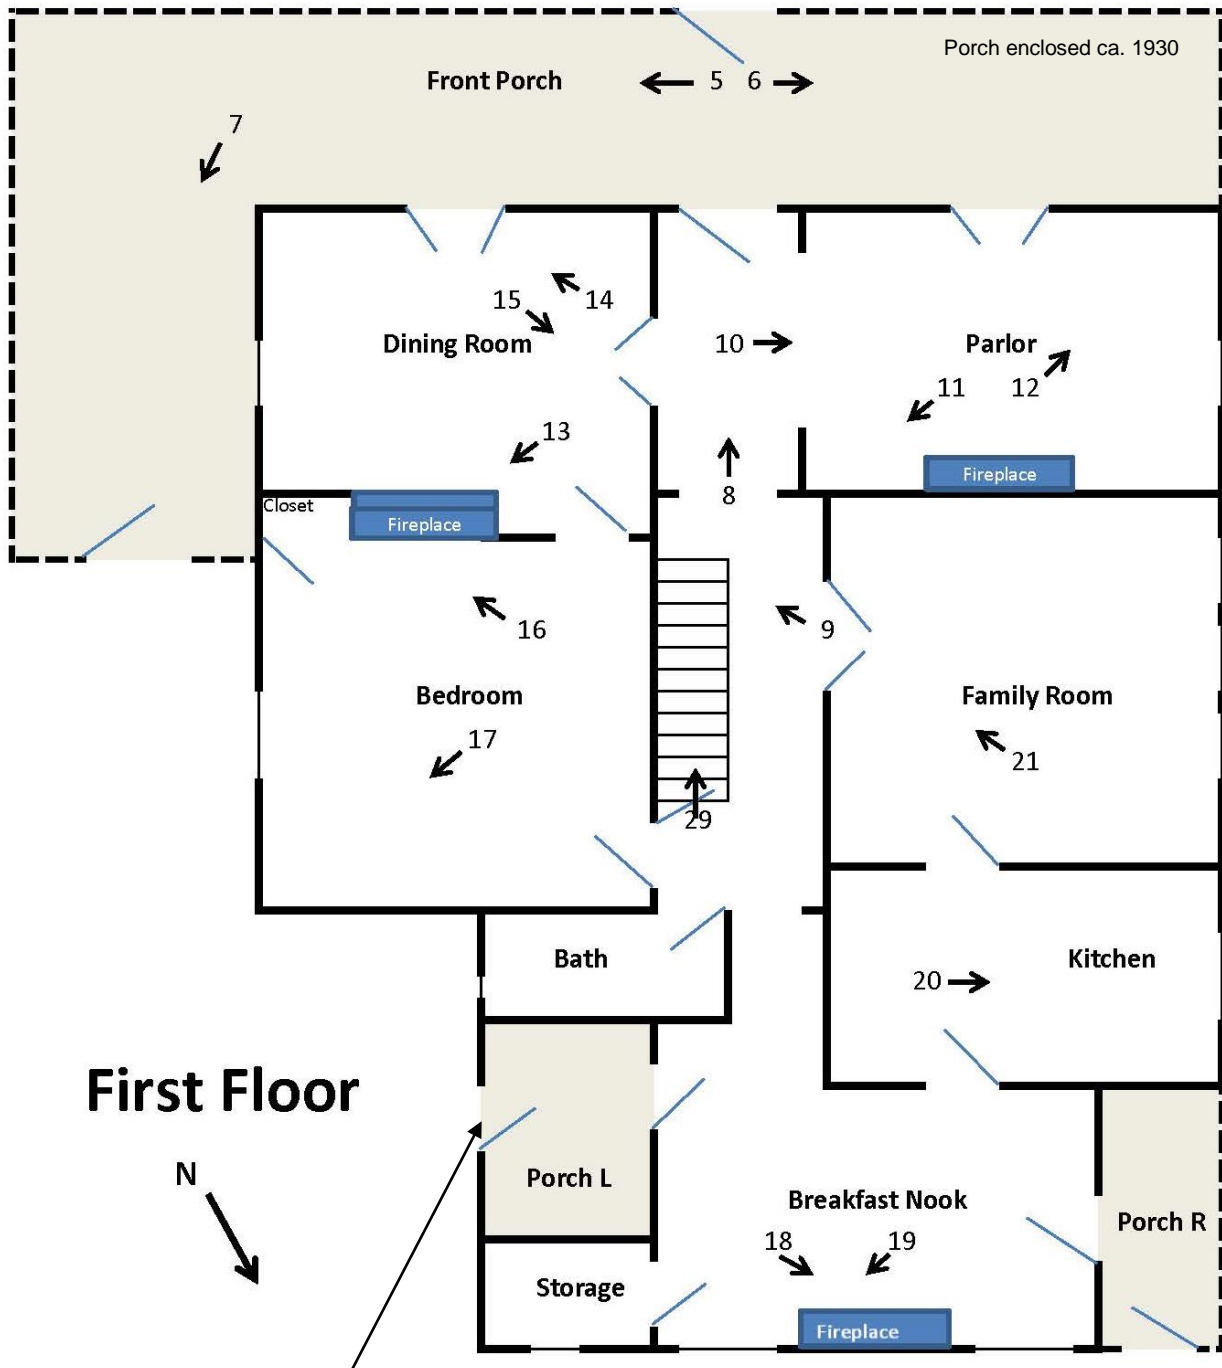 Porch enclosed ca. 1930
Front Porch
5 6
7
15
14
Dining Room
10
Parlor
11
12
13
8
Closet
Fireplace
Fireplace
16
9
Bedroom
Family Room
17
21
29
Bath
20
Kitchen
First Floor
N
Porch L
Breakfast Nook
Porch R
18
19
Storage
Fireplace